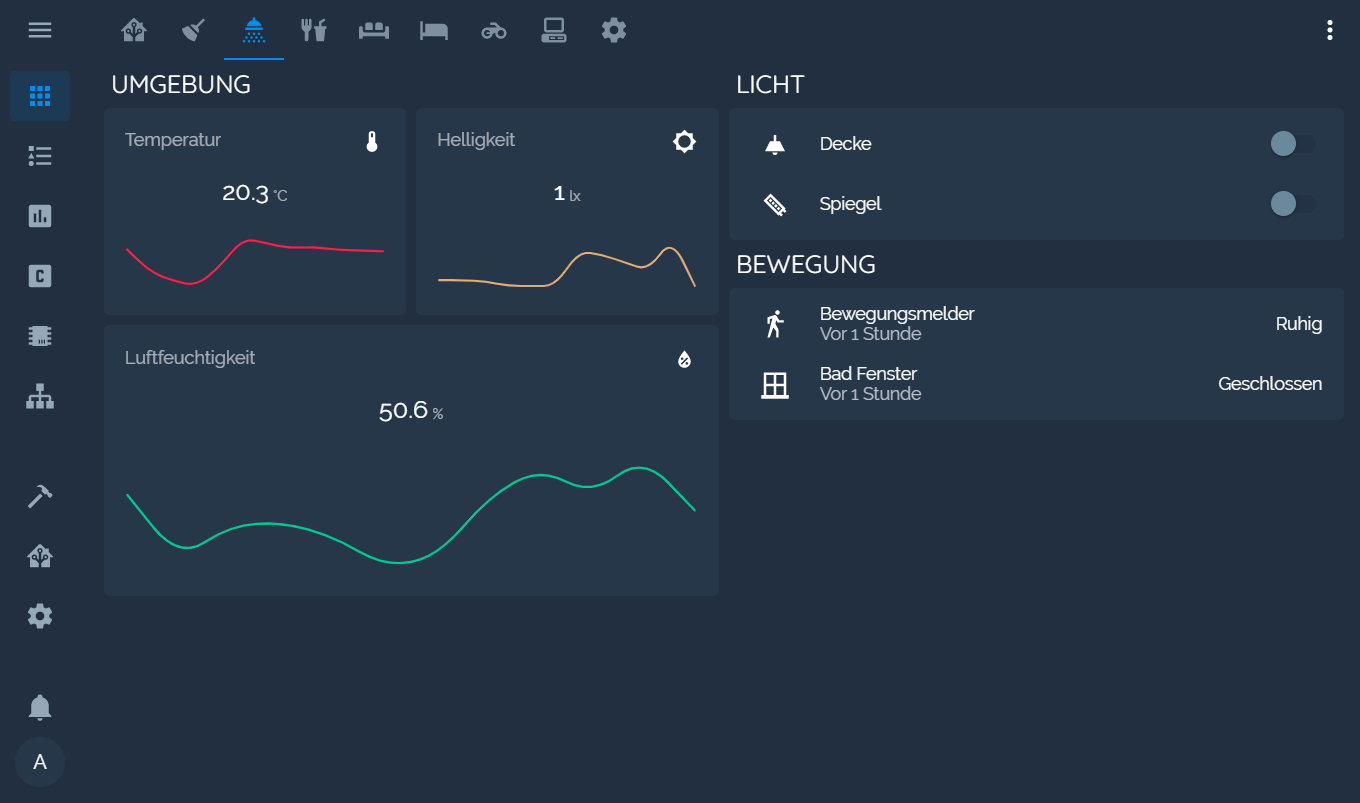 UMGEBUNG
Temperatur
20.3 °C
Helligkeit
1 lx
Luftfeuchtigkeit
50.6 %
LICHT
Decke
Spiegel
BEWEGUNG
Bewegungsmelder
Vor 1 Stunde
Ruhig
Bad Fenster
Vor 1 Stunde
Geschlossen
C
A